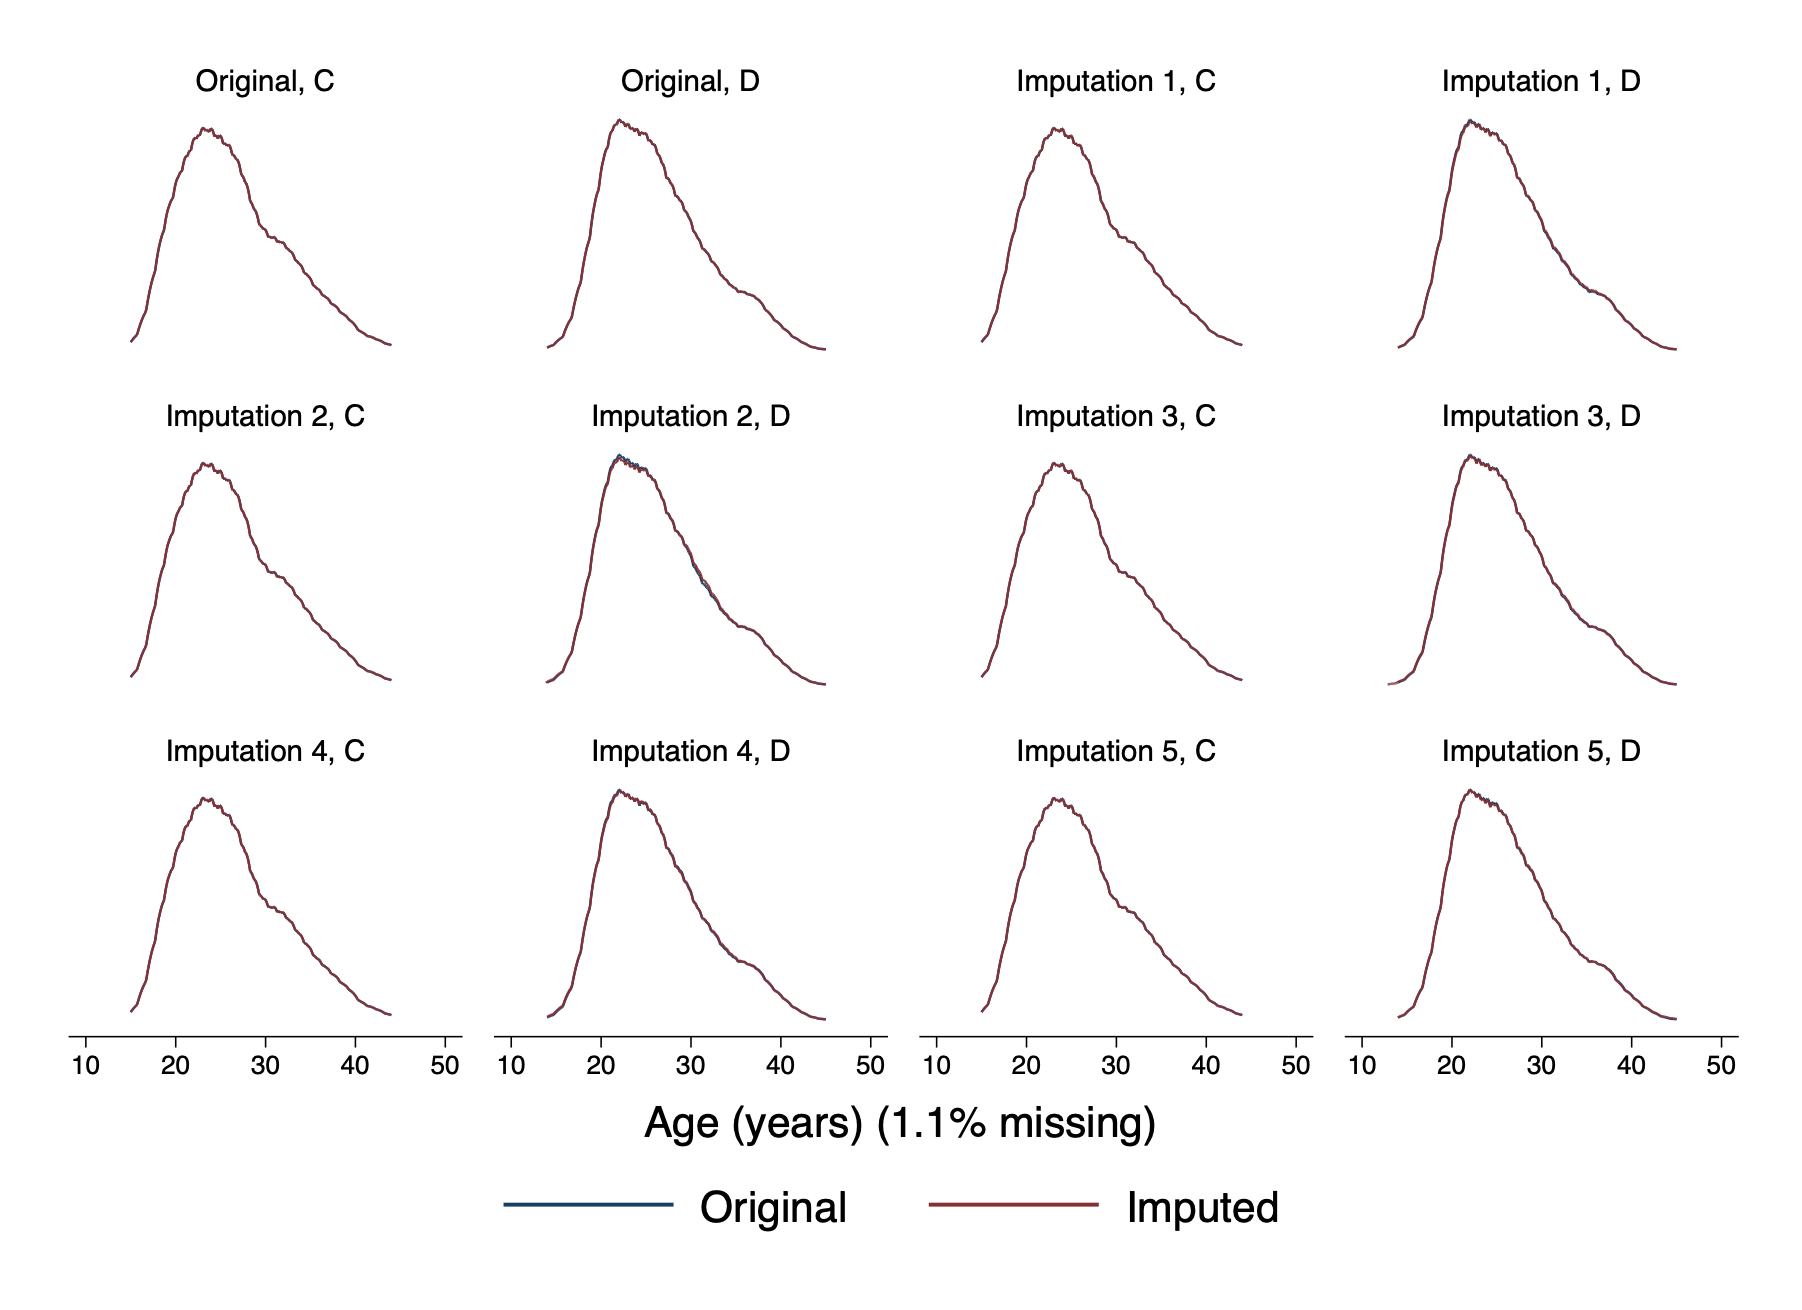 Original, C
Original, D
Imputation 1, C
Imputation 1, D
Imputation 2, C
Imputation 2, D
Imputation 3, C
Imputation 3, D
Imputation 4, C
Imputation 4, D
Imputation 5, C
Imputation 5, D
10 20 30 40 50 10 20 30 40 50 10 20 30 40 50 10 20 30 40 50
Age (years) (1.1% missing)
Original Imputed